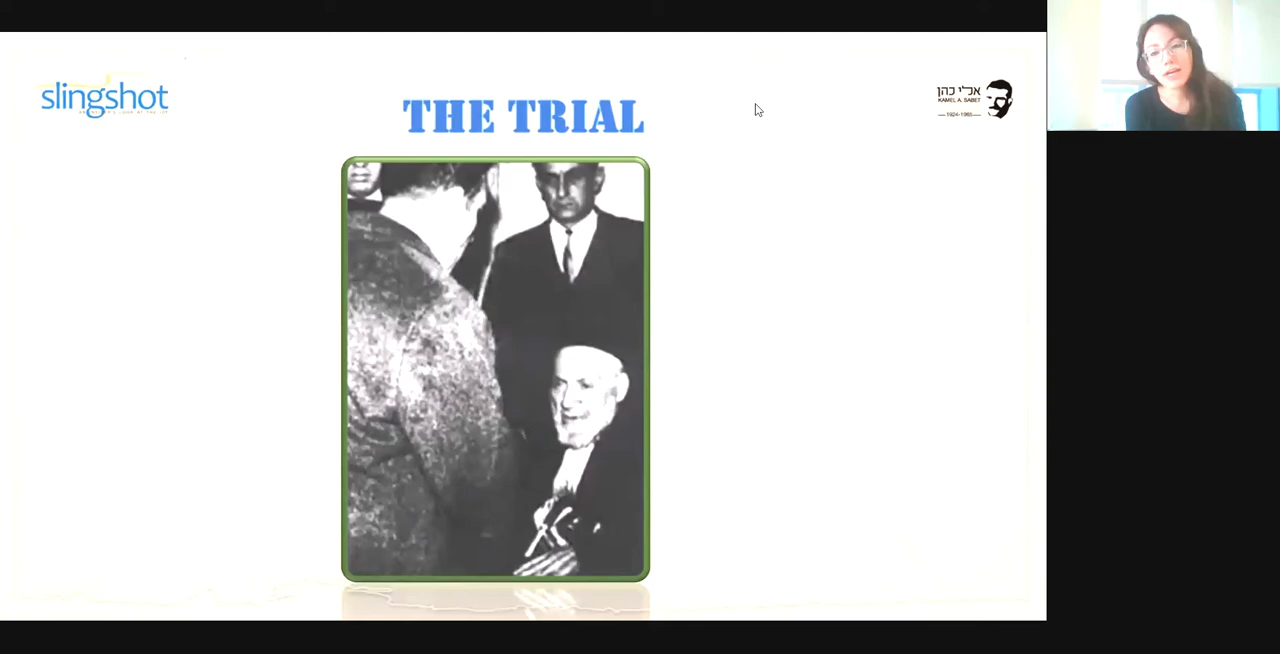 slingshot
THE TRIAL
אלי כהן
KAMEL A. SABET
1924-1965